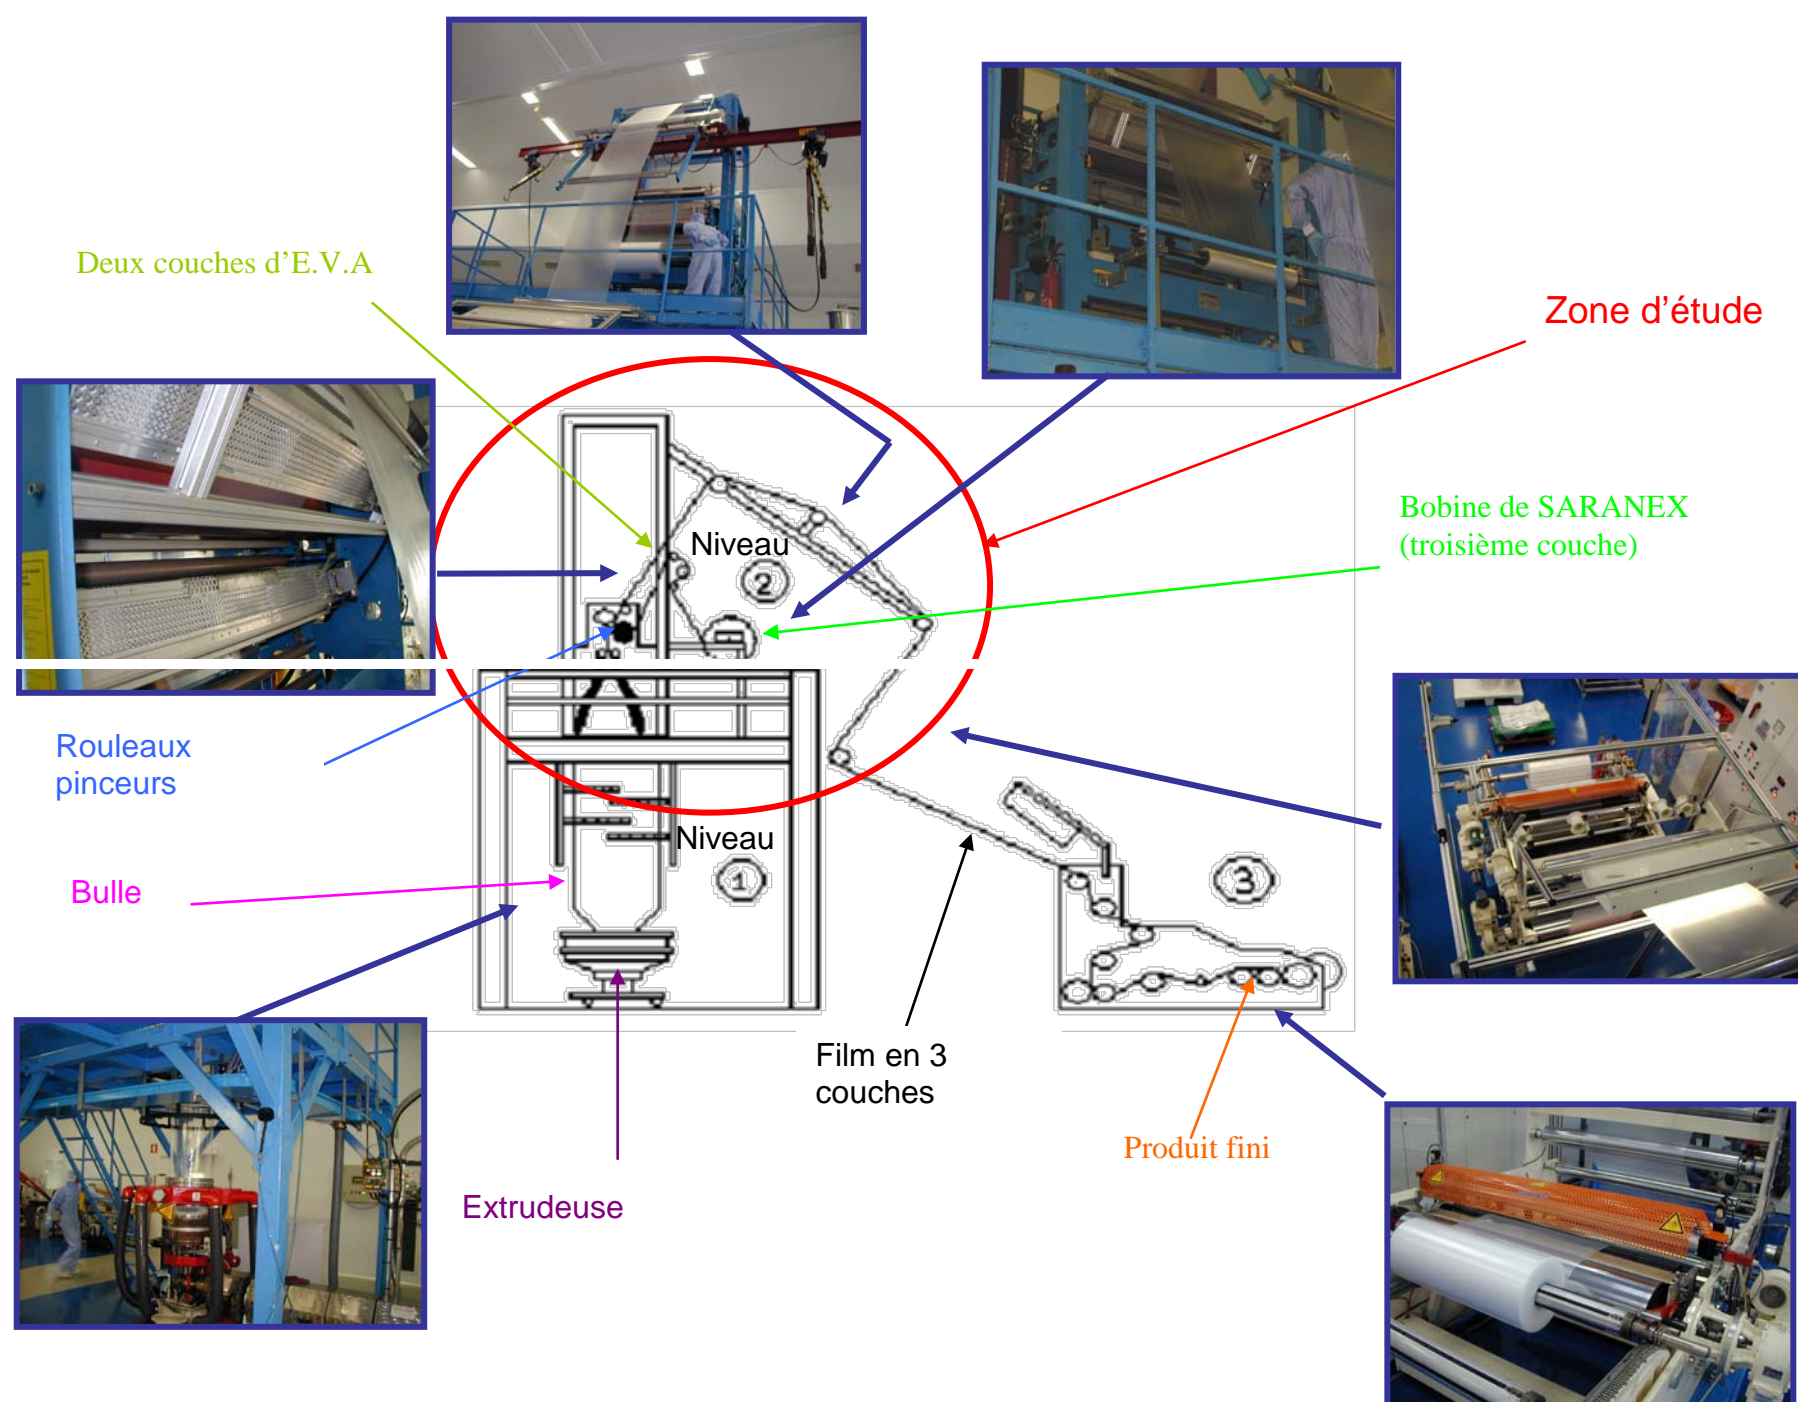 Deux couches d'E.V.A
Zone d'étude
Bobine de SARANEX
(troisième couche)
Niveau
2
Rouleaux
pinceurs
Niveau
1
Bulle
3
Film en 3
couches
Produit fini
Extrudeuse